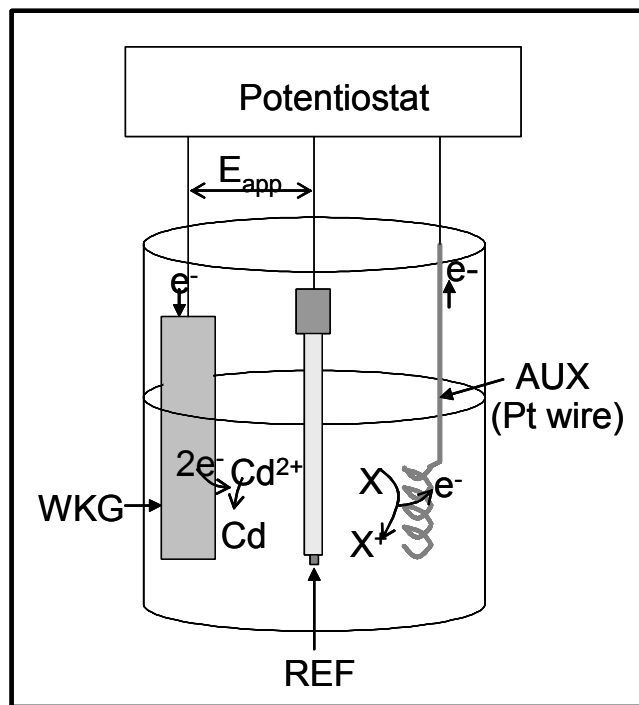 Potentiostat
E_app
e⁻
e-
AUX
(Pt wire)
2e⁻
Cd²⁺
X
e⁻
WKG
Cd
X⁺
REF